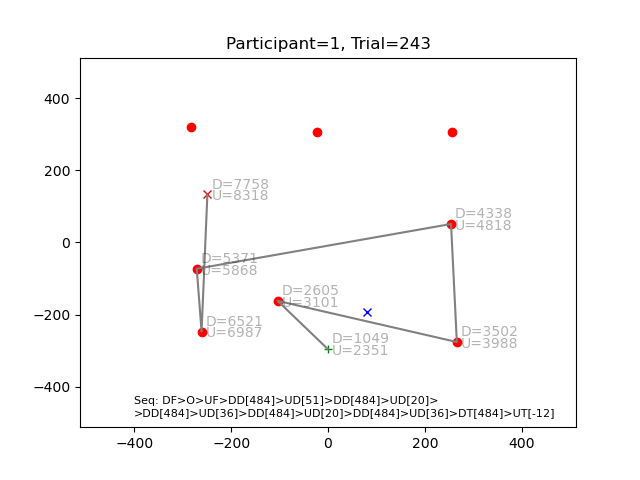 Participant=1, Trial=243
400
200
0
−200
−400
−400
−200
0
200
400
D=7758
U=8318
D=4338
U=4818
D=5371
U=5868
D=2605
U=3101
D=6521
U=6987
D=1049
U=2351
D=3502
U=3988
Seq: DF>O>UF>DD[484]>UD[51]>DD[484]>UD[20]>
>DD[484]>UD[36]>DD[484]>UD[20]>DD[484]>UD[36]>DT[484]>UT[-12]